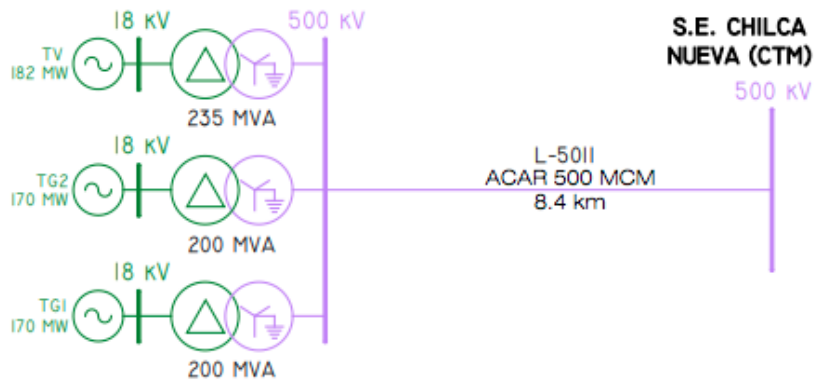 18 kV
500 kV
S.E. CHILCA
NUEVA (CTM)
500 kV
TV
182 MW
235 MVA
18 kV
L-5011
ACAR 500 MCM
8.4 km
TG2
170 MW
200 MVA
18 kV
TG1
170 MW
200 MVA